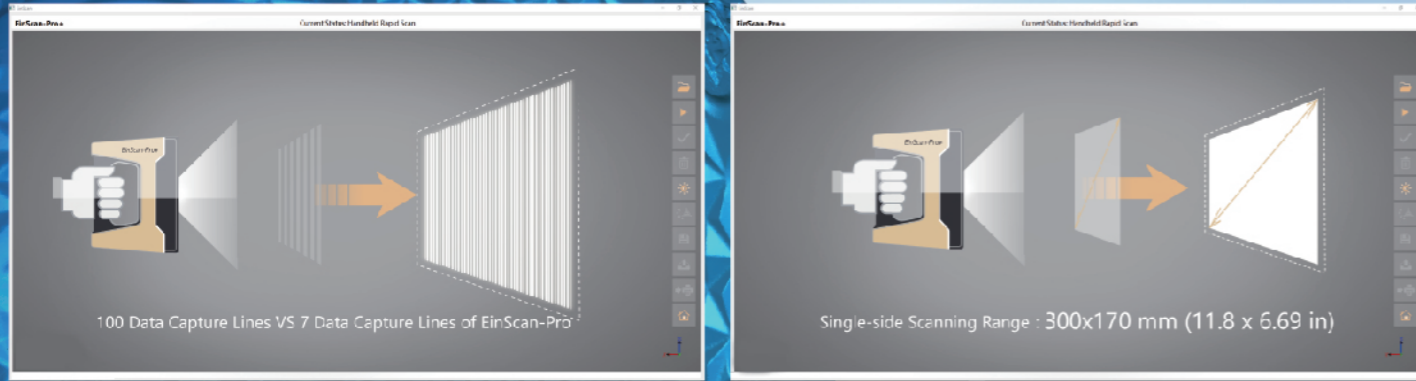 EinScan
EinScan-Pro+
Current Status: Handheld Rapid Scan
EinScan-Pro+
100 Data Capture Lines VS 7 Data Capture Lines of EinScan-Pro
EinScan
EinScan-Pro+
Current Status: Handheld Rapid Scan
EinScan-Pro+
Single-side Scanning Range : 300x170 mm (11.8 x 6.69 in)